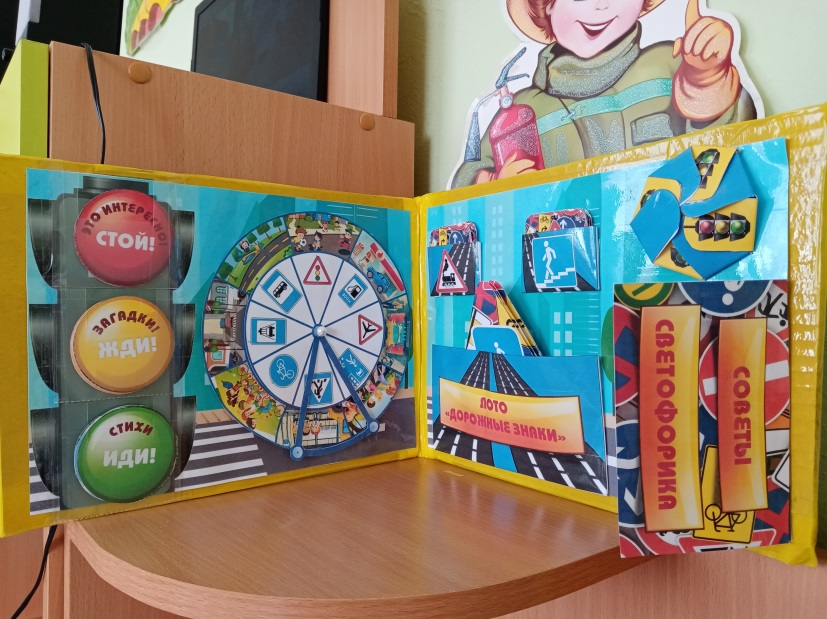 ЭТО ИНТЕРЕСНО!
СТОЙ!
ЗАГАДКИ!
ЖДИ!
СТИХИ
ИДИ!
ЛОТО
«ДОРОЖНЫЕ ЗНАКИ»
СОВЕТЫ
СВЕТОФОРИКА